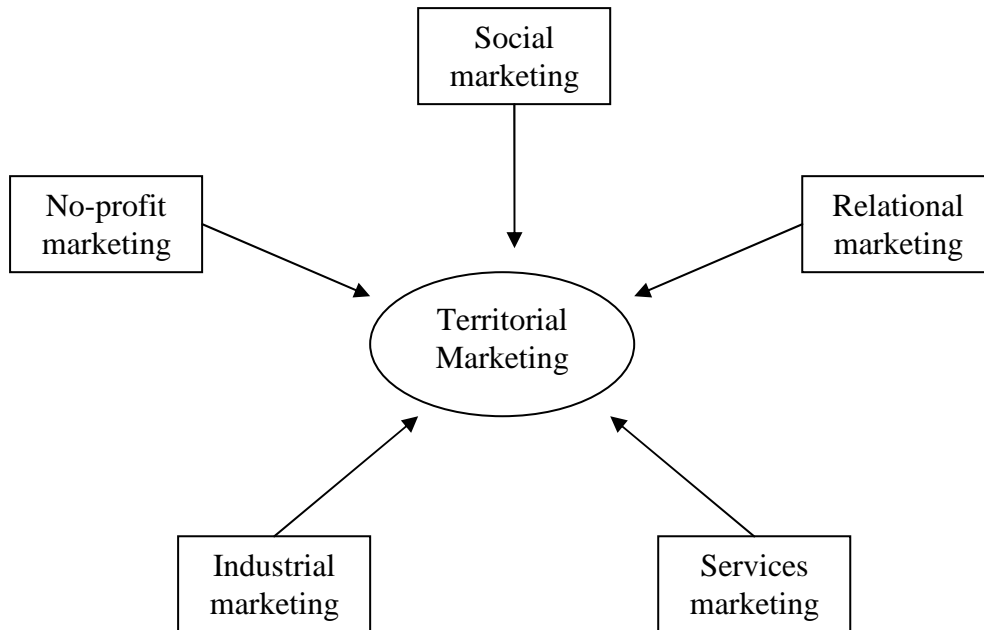 Social
marketing
No-profit
marketing
Relational
marketing
Territorial
Marketing
Industrial
marketing
Services
marketing